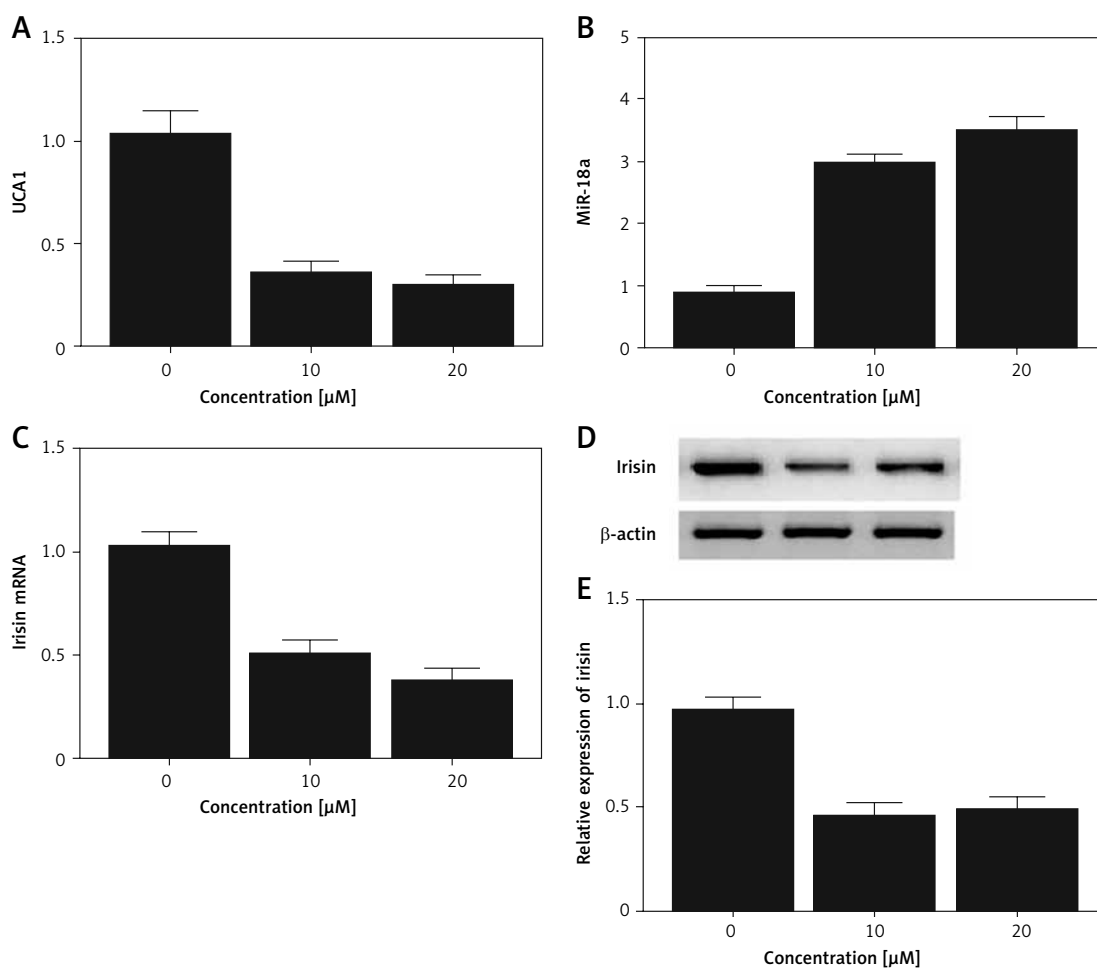 A
1.5
1.0
0.5
0
UCA1
0 10 20
Concentration [µM]
B
5
4
3
2
1
0
MiR-18a
0 10 20
Concentration [µM]
C
1.5
1.0
0.5
0
Irisin mRNA
0 10 20
Concentration [µM]
D
Irisin
β-actin
E
1.5
1.0
0.5
0
Relative expression of irisin
0 10 20
Concentration [µM]